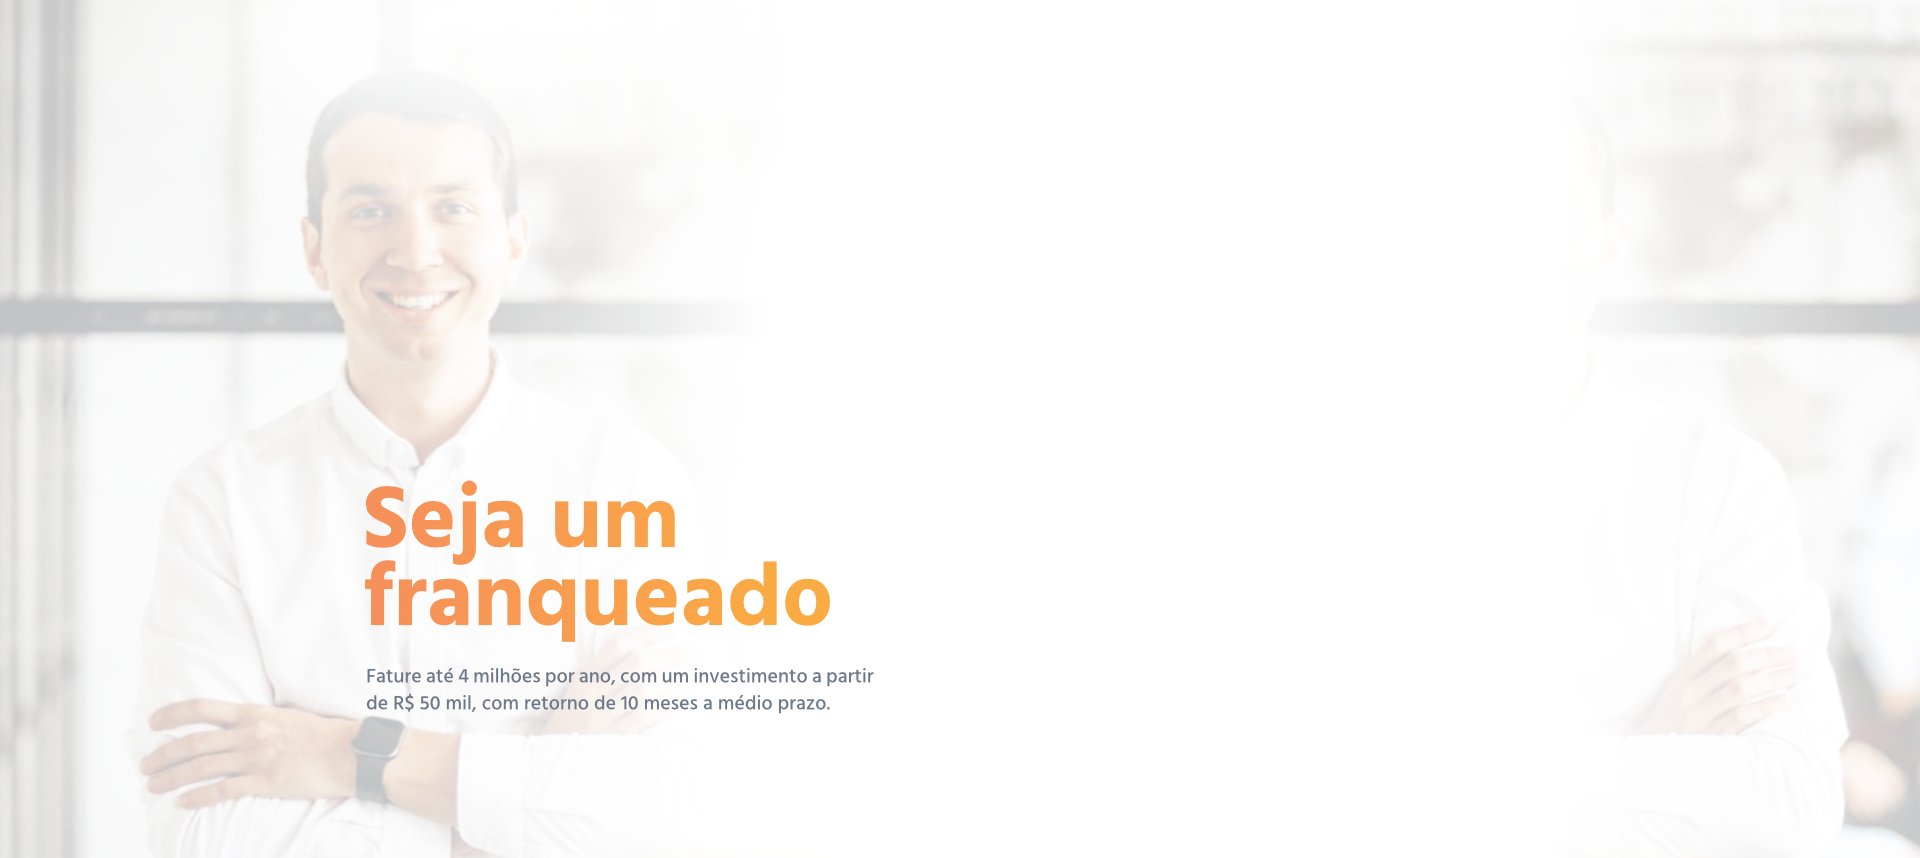 Seja um
franqueado
Fature até 4 milhões por ano, com um investimento a partir
de R$ 50 mil, com retorno de 10 meses a médio prazo.